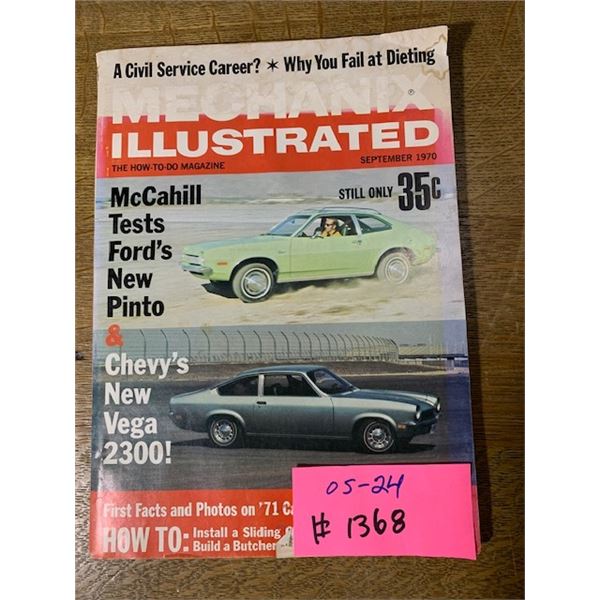 A Civil Service Career? ✶ Why You Fail at Dieting
MECHANIX
ILLUSTRATED
THE HOW-TO-DO MAGAZINE
SEPTEMBER 1970
STILL ONLY 35¢
McCahill
Tests
Ford's
New
Pinto
&
Chevy's
New
Vega
2300!
First Facts and Photos on '71
HOW TO: Install a Sliding
Build a Butcher
05-24
# 1368